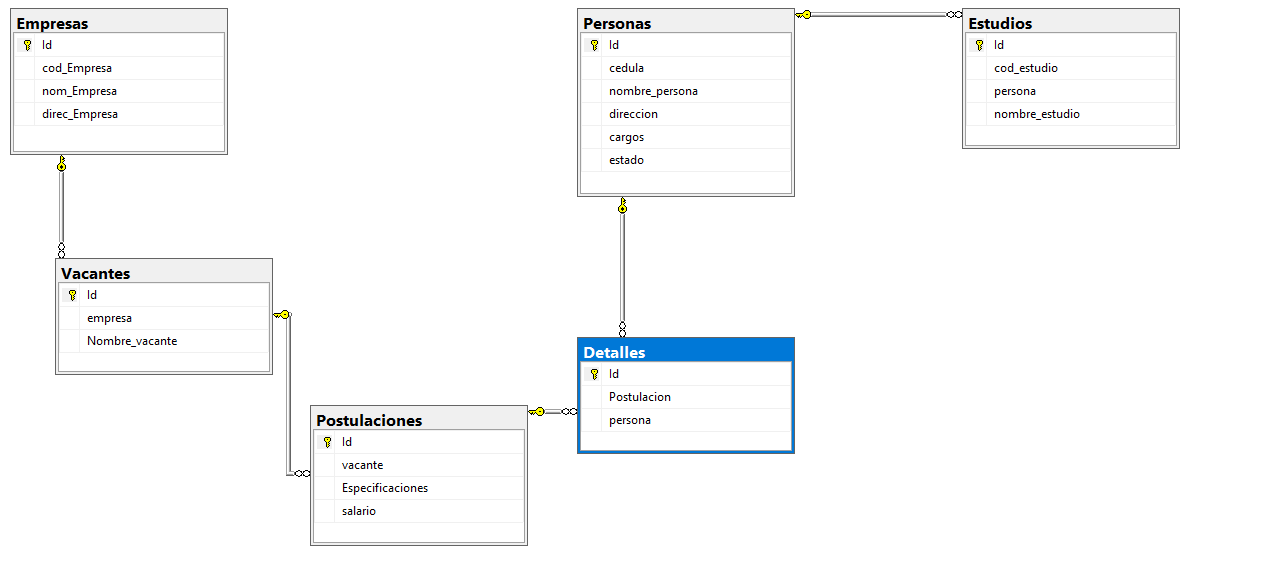 Empresas
Id
cod_Empresa
nom_Empresa
direc_Empresa
Personas
Id
cedula
nombre_persona
direccion
cargos
estado
Estudios
Id
cod_estudio
persona
nombre_estudio
Vacantes
Id
empresa
Nombre_vacante
Detalles
Id
Postulacion
persona
Postulaciones
Id
vacante
Especificaciones
salario